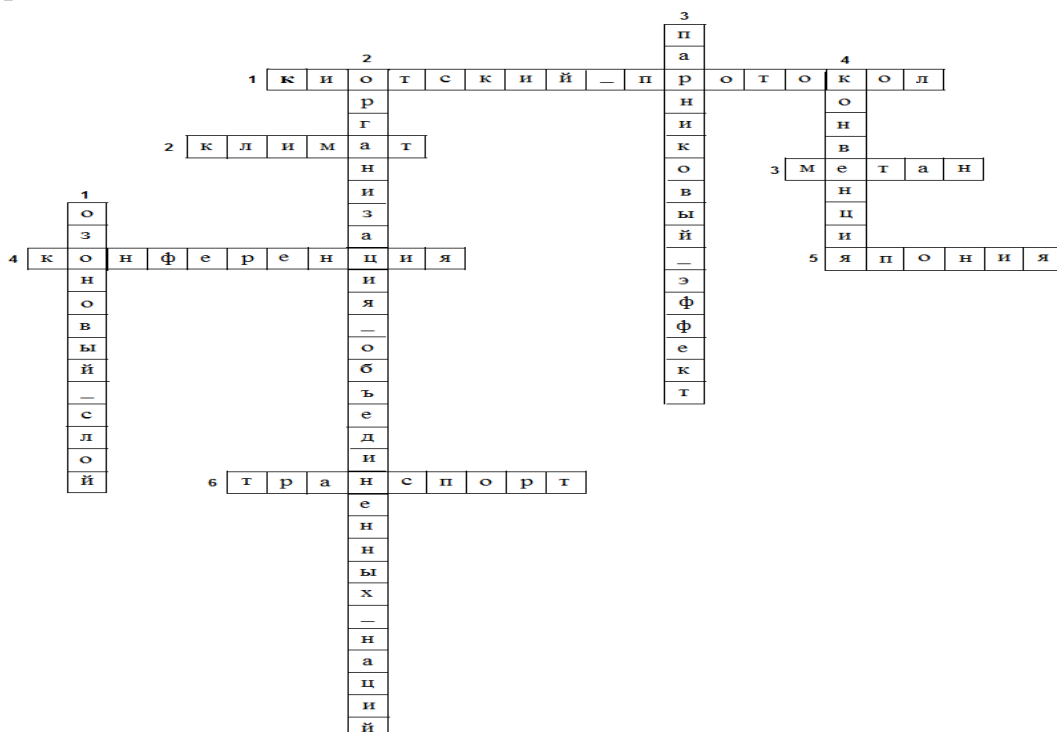 1 киотский_протокол
2 климат
3 метан
4 конференция
5 япония
6 транспорт
1 озоновый_слой
2 организация_объединенных_наций
3 парниковый_эффект
4 конвенция